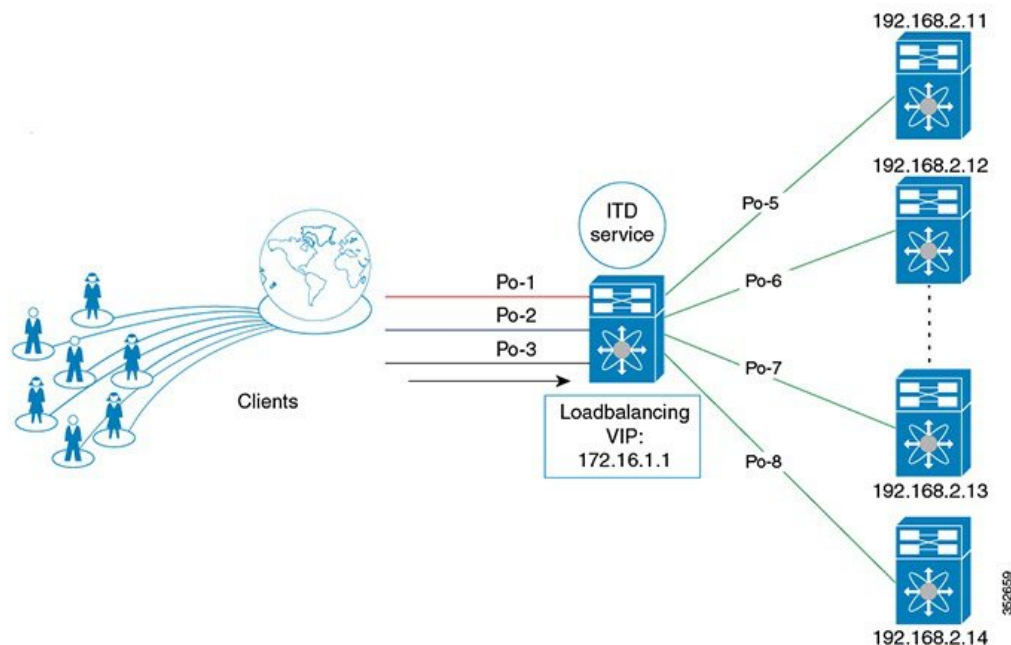 192.168.2.11
192.168.2.12
ITD
service
Po-5
Po-6
Po-1
Po-2
Po-3
Po-7
Clients
Loadbalancing
VIP:
172.16.1.1
Po-8
192.168.2.13
192.168.2.14
352659